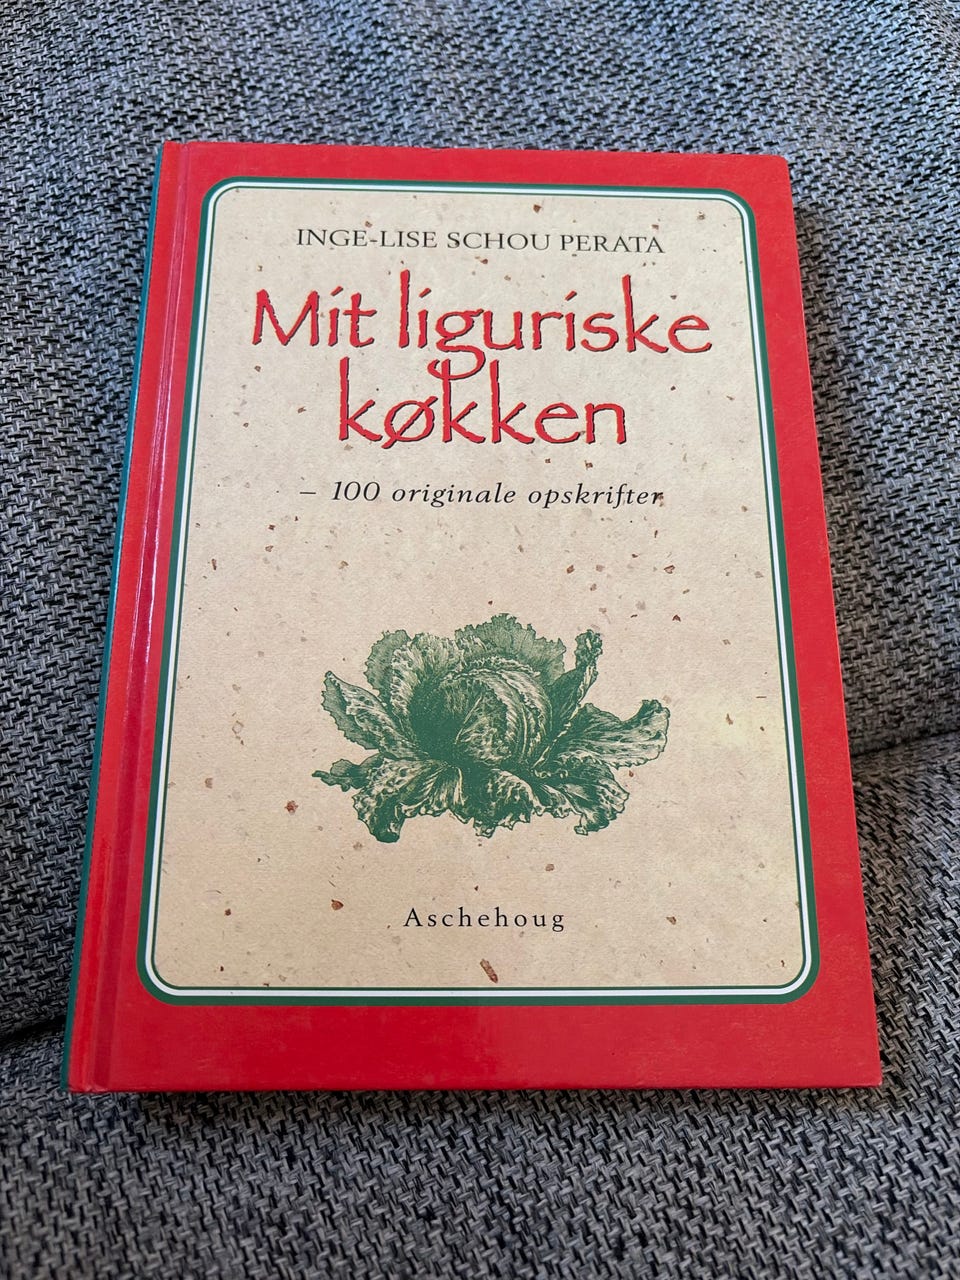 INGE-LISE SCHOU PERATA
Mit liguriske
køkken
– 100 originale opskrifter
Aschehoug